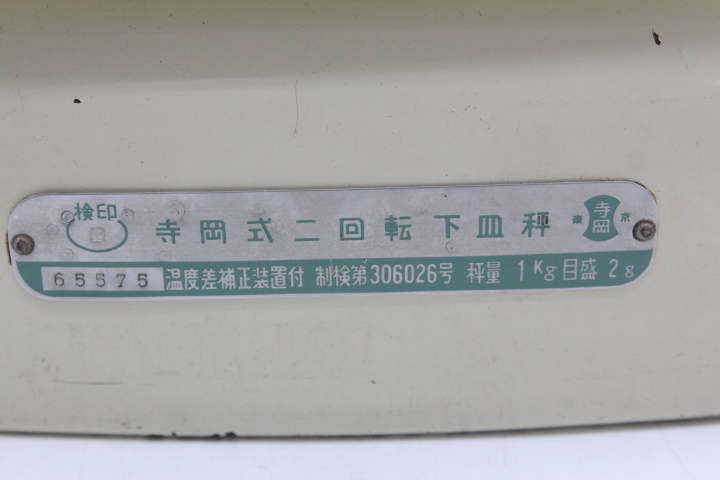 検印 寺岡式二回転下皿秤 東 寺岡 京
65575 温度差補正装置付 制検第306026号 秤量 1Kg 目盛 2g